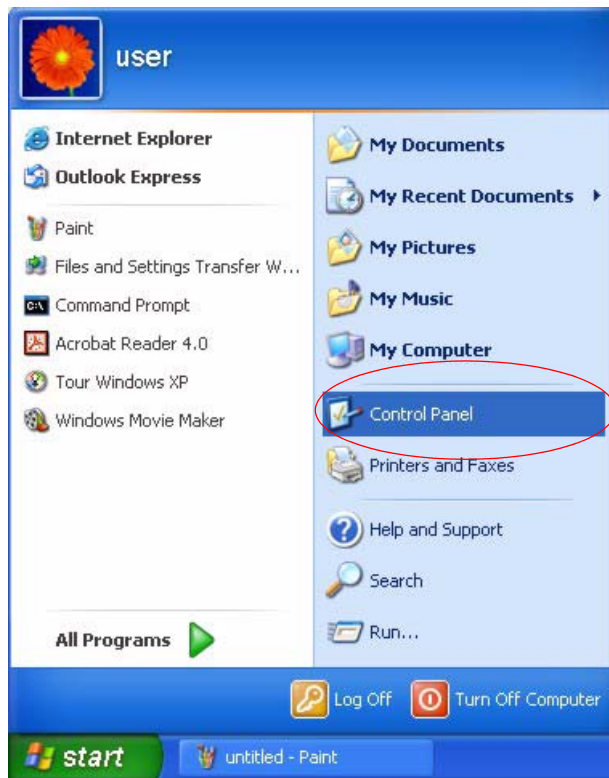 user
Internet Explorer
Outlook Express
Paint
Files and Settings Transfer W...
C:\
Command Prompt
Acrobat Reader 4.0
Tour Windows XP
Windows Movie Maker
All Programs
My Documents
My Recent Documents
My Pictures
My Music
My Computer
Control Panel
Printers and Faxes
Help and Support
Search
Run...
Log Off
Turn Off Computer
start
untitled - Paint